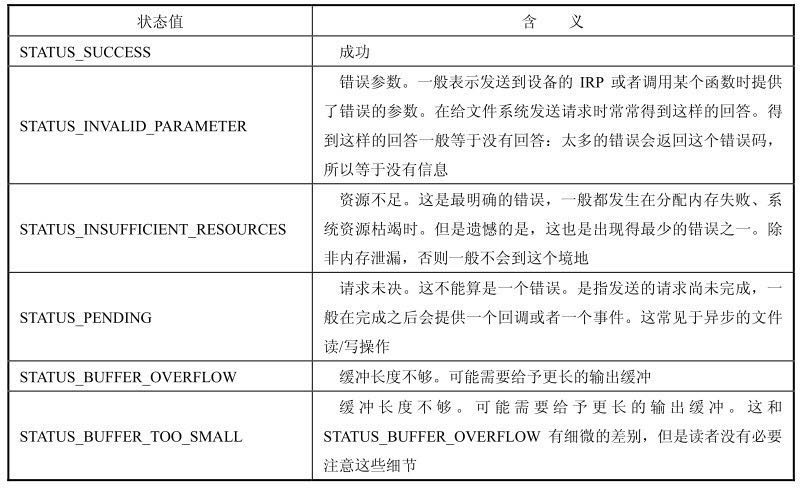 状态值
含 义
STATUS_SUCCESS
成功
STATUS_INVALID_PARAMETER
错误参数。一般表示发送到设备的 IRP 或者调用某个函数时提供
了错误的参数。在给文件系统发送请求时常常得到这样的回答。得
到这样的回答一般等于没有回答：太多的错误会返回这个错误码，
所以等于没有信息
STATUS_INSUFFICIENT_RESOURCES
资源不足。这是最明确的错误，一般都发生在分配内存失败、系
统资源枯竭时。但是遗憾的是，这也是出现得最少的错误之一。除
非内存泄漏，否则一般不会到这个境地
STATUS_PENDING
请求未决。这不能算是一个错误。是指发送的请求尚未完成，一
般在完成之后会提供一个回调或者一个事件。这常见于异步的文件
读/写操作
STATUS_BUFFER_OVERFLOW
缓冲长度不够。可能需要给予更长的输出缓冲
STATUS_BUFFER_TOO_SMALL
缓冲长度不够。可能需要给予更长的输出缓冲。这和
STATUS_BUFFER_OVERFLOW 有细微的差别，但是读者没有必要
注意这些细节